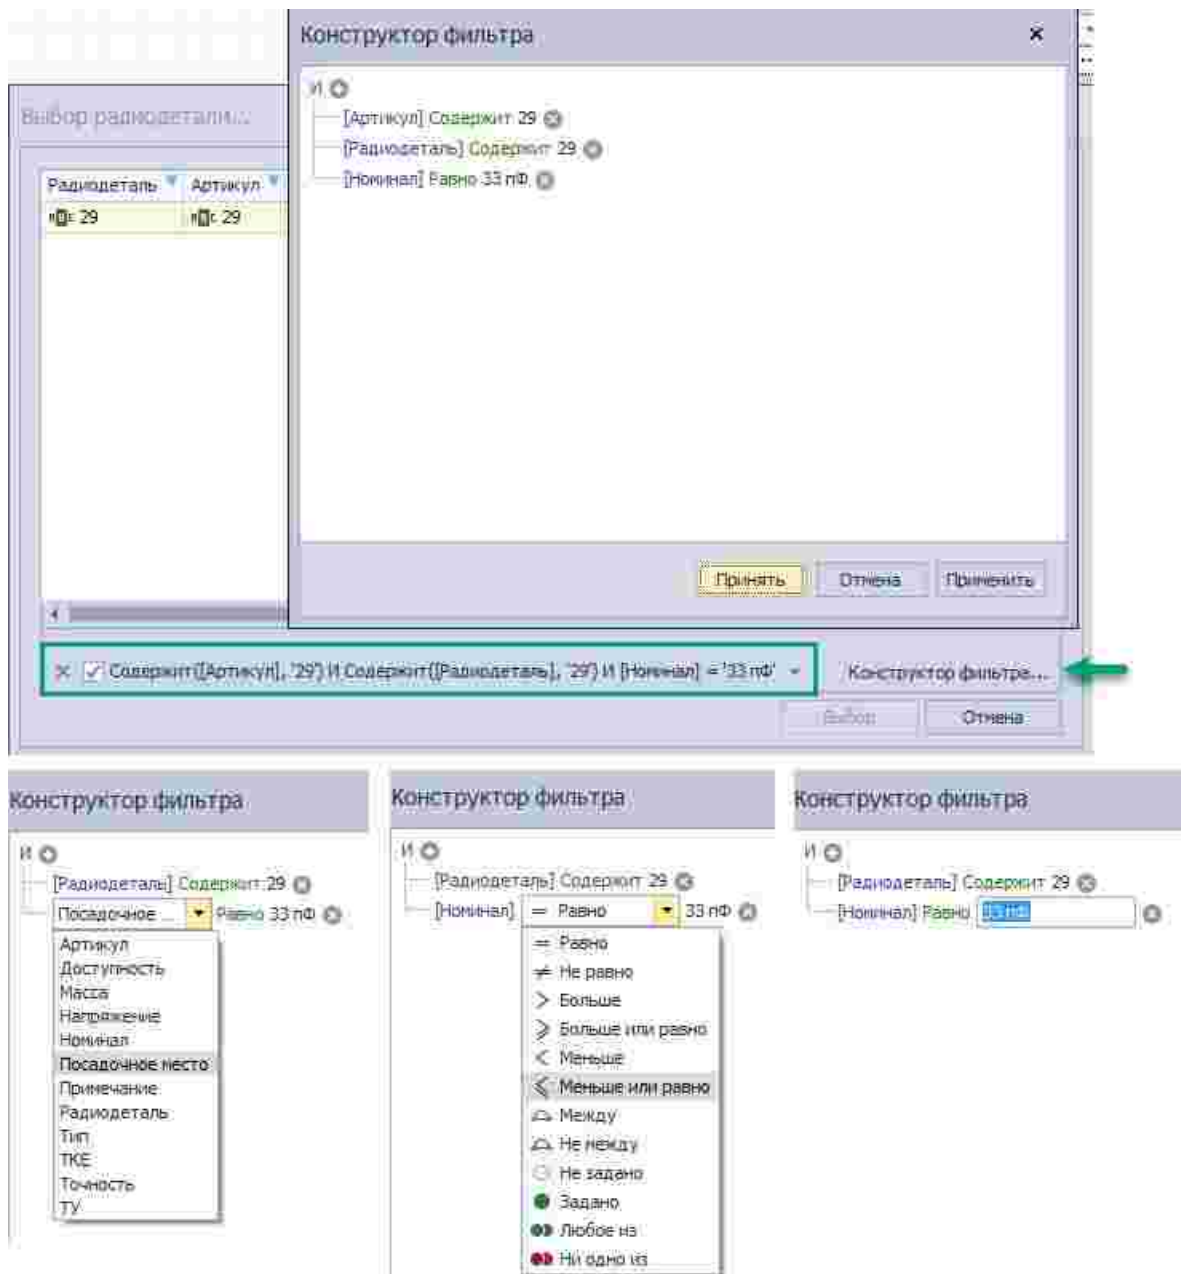 Конструктор фильтра
И
[Артикул] Содержит 29
[Радиодеталь] Содержит 29
[Номинал] Равно 33 пФ
Выбор радиодетали...
Радиодеталь Артикул
29 29
Принять Отмена Применить
Содержит([Артикул], '29') И Содержит([Радиодеталь], '29') И [Номинал] = '33 пФ'
Конструктор фильтра...
Выбор Отмена
Конструктор фильтра
И
[Радиодеталь] Содержит 29
Посадочное ... Равно 33 пФ
Артикул
Доступность
Масса
Напряжение
Номинал
Посадочное место
Примечание
Радиодеталь
Тип
ТКЕ
Точность
ТУ
Конструктор фильтра
И
[Радиодеталь] Содержит 29
[Номинал] = Равно 33 пФ
= Равно
≠ Не равно
> Больше
⩾ Больше или равно
< Меньше
⩽ Меньше или равно
Между
Не между
Не задано
Задано
Любое из
Ни одно из
Конструктор фильтра
И
[Радиодеталь] Содержит 29
[Номинал] Равно 33 пФ